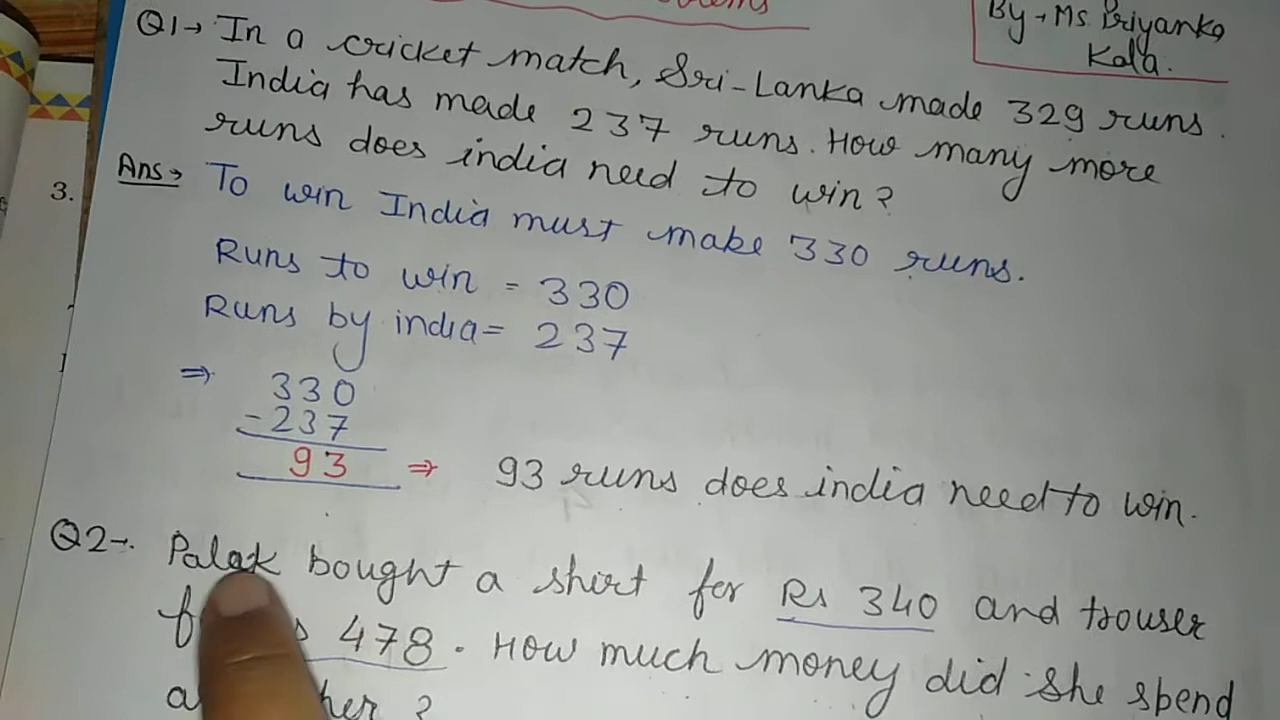 By → Ms Priyanka
Kala.
Q1→ In a cricket match, Sri-Lanka made 329 runs.
India has made 237 runs. How many more
runs does india need to win?
3.
Ans→ To win India must make 330 runs.
Runs to win = 330
Runs by india = 237
⇒ 330
-237
93 ⇒ 93 runs does india need to win.
Q2→. Palak bought a shirt for Rs 340 and trouser
478. How much money did she spend
?